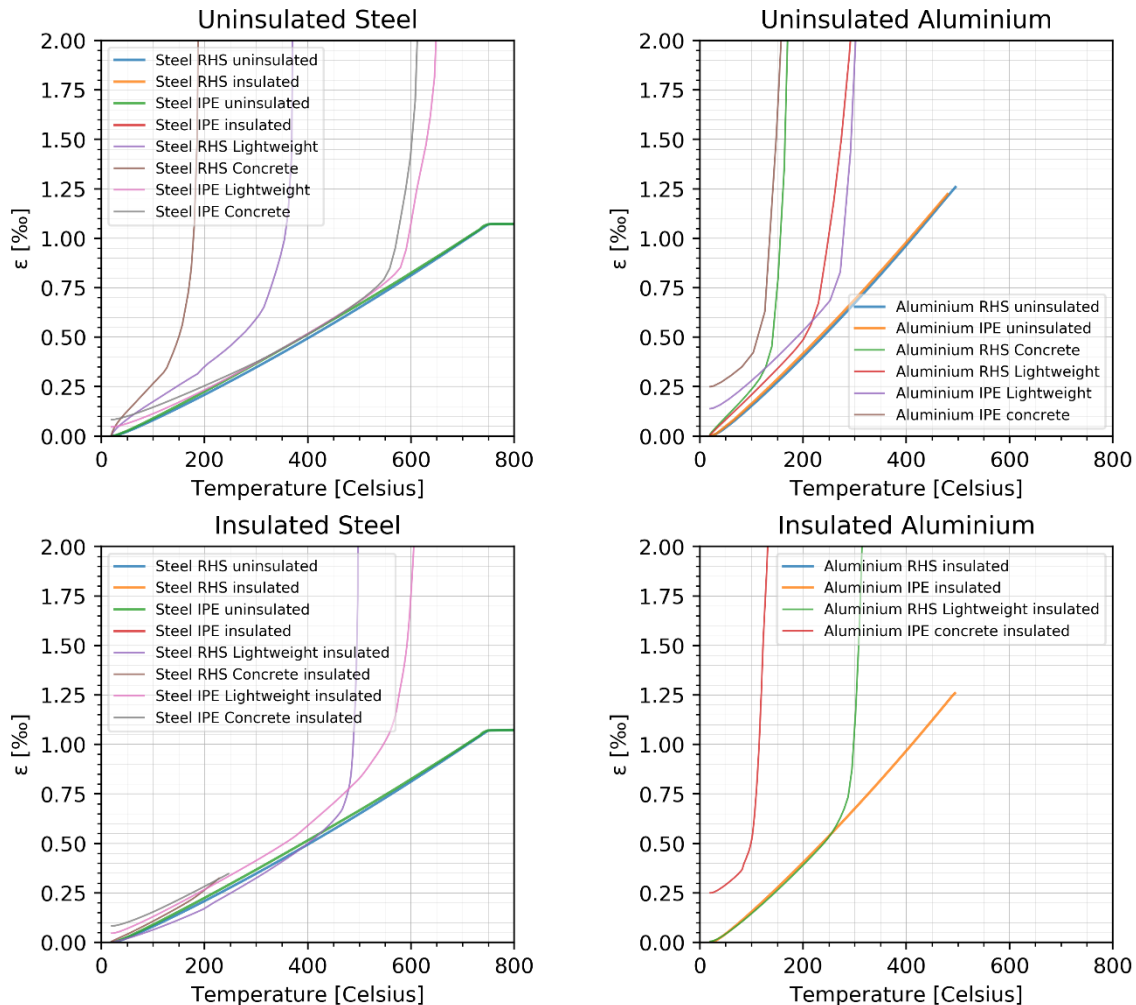 Uninsulated Steel
2.00
1.75
1.50
1.25
1.00
0.75
0.50
0.25
0.00
ε [‰]
Steel RHS uninsulated
Steel RHS insulated
Steel IPE uninsulated
Steel IPE insulated
Steel RHS Lightweight
Steel RHS Concrete
Steel IPE Lightweight
Steel IPE Concrete
0 200 400 600 800
Temperature [Celsius]
Uninsulated Aluminium
2.00
1.75
1.50
1.25
1.00
0.75
0.50
0.25
0.00
ε [‰]
Aluminium RHS uninsulated
Aluminium IPE uninsulated
Aluminium RHS Concrete
Aluminium RHS Lightweight
Aluminium IPE Lightweight
Aluminium IPE concrete
0 200 400 600 800
Temperature [Celsius]
Insulated Steel
2.00
1.75
1.50
1.25
1.00
0.75
0.50
0.25
0.00
ε [‰]
Steel RHS uninsulated
Steel RHS insulated
Steel IPE uninsulated
Steel IPE insulated
Steel RHS Lightweight insulated
Steel RHS Concrete insulated
Steel IPE Lightweight insulated
Steel IPE Concrete insulated
0 200 400 600 800
Temperature [Celsius]
Insulated Aluminium
2.00
1.75
1.50
1.25
1.00
0.75
0.50
0.25
0.00
ε [‰]
Aluminium RHS insulated
Aluminium IPE insulated
Aluminium RHS Lightweight insulated
Aluminium IPE concrete insulated
0 200 400 600 800
Temperature [Celsius]